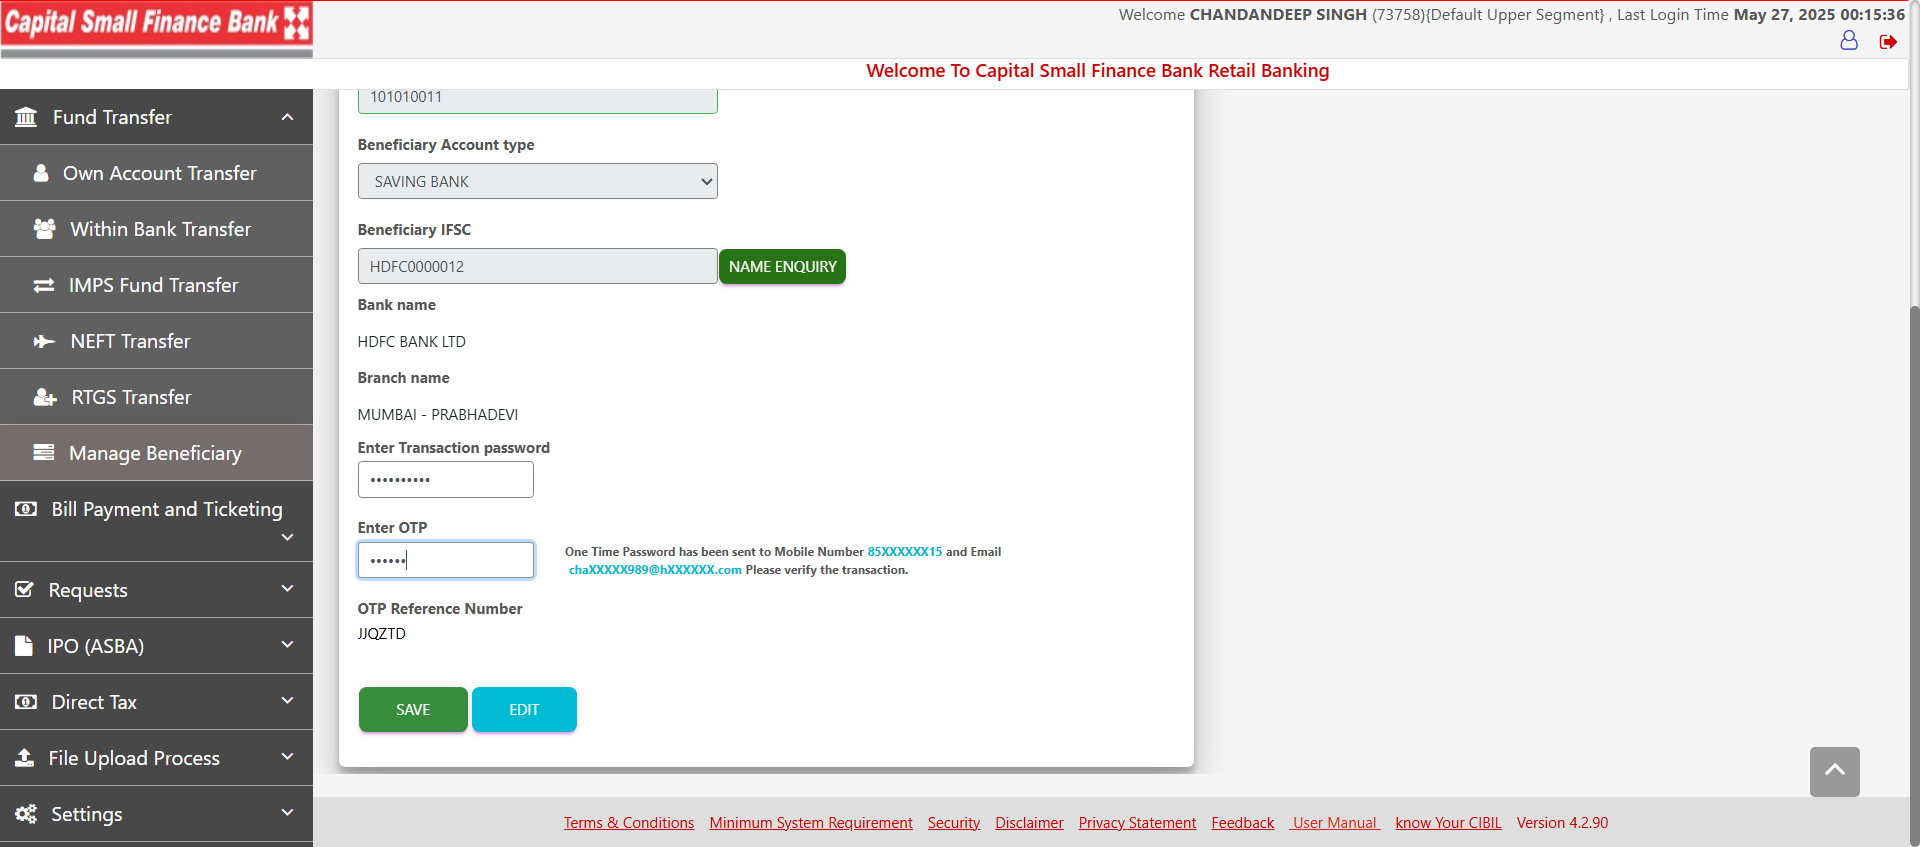 Capital Small Finance Bank
Welcome CHANDANDEEP SINGH (73758){Default Upper Segment} , Last Login Time May 27, 2025 00:15:36
Welcome To Capital Small Finance Bank Retail Banking
Fund Transfer
Own Account Transfer
Within Bank Transfer
IMPS Fund Transfer
NEFT Transfer
RTGS Transfer
Manage Beneficiary
Bill Payment and Ticketing
Requests
IPO (ASBA)
Direct Tax
File Upload Process
Settings
101010011
Beneficiary Account type
SAVING BANK
Beneficiary IFSC
HDFC0000012
NAME ENQUIRY
Bank name
HDFC BANK LTD
Branch name
MUMBAI - PRABHADEVI
Enter Transaction password
••••••••••
Enter OTP
••••••
One Time Password has been sent to Mobile Number 85XXXXXX15 and Email
chaXXXXX989@hXXXXXX.com Please verify the transaction.
OTP Reference Number
JJQZTD
SAVE
EDIT
Terms & Conditions Minimum System Requirement Security Disclaimer Privacy Statement Feedback User Manual know Your CIBIL Version 4.2.90